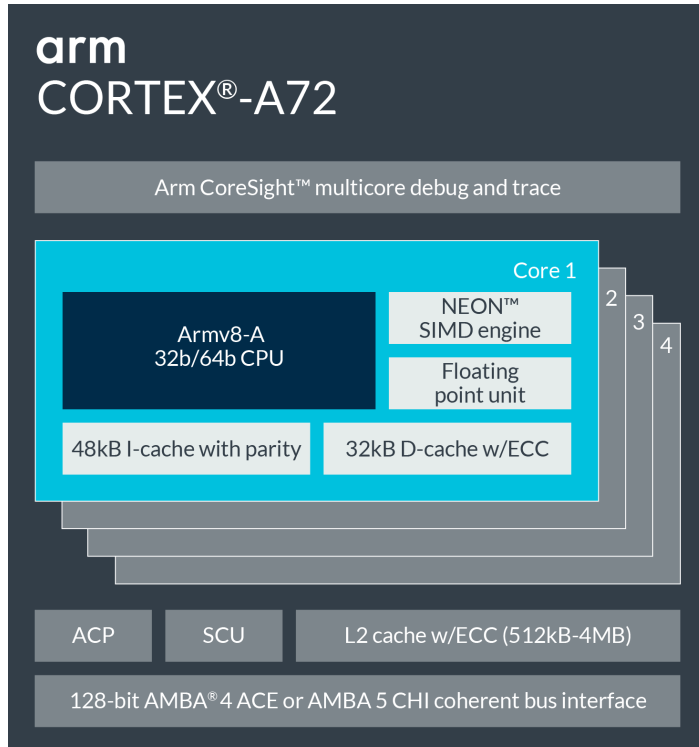 arm
CORTEX®-A72
Arm CoreSight™ multicore debug and trace
Core 1
2
3
4
Armv8-A
32b/64b CPU
NEON™
SIMD engine
Floating
point unit
48kB I-cache with parity
32kB D-cache w/ECC
ACP
SCU
L2 cache w/ECC (512kB-4MB)
128-bit AMBA® 4 ACE or AMBA 5 CHI coherent bus interface